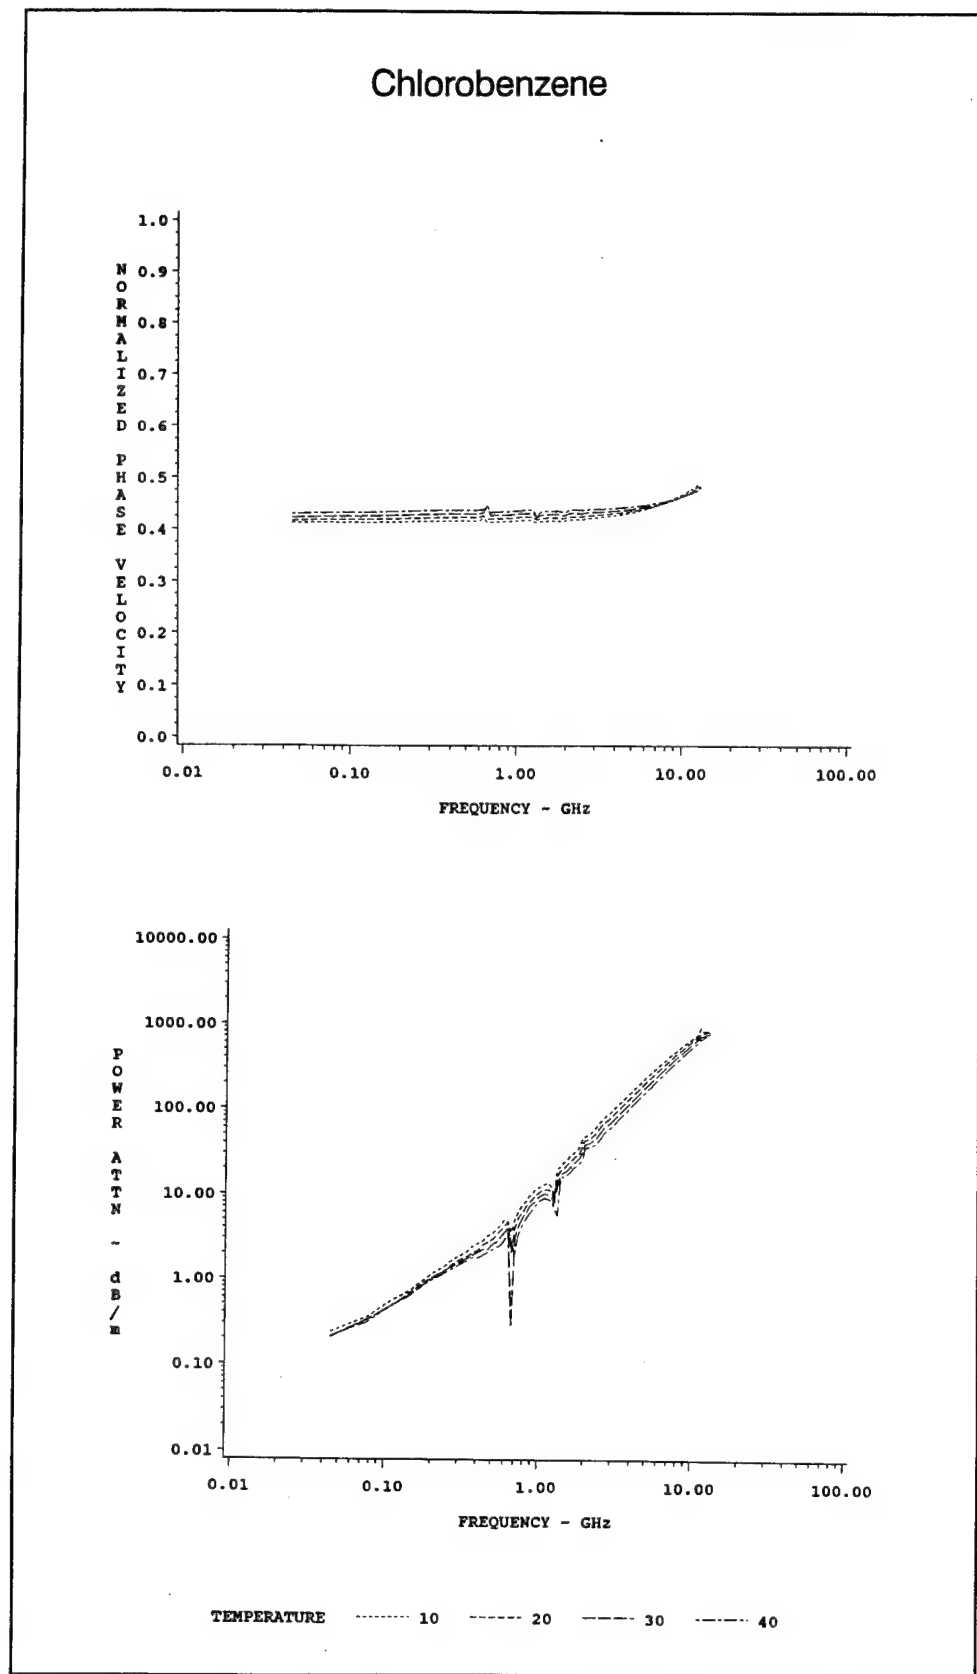 Chlorobenzene
1.0
0.9
0.8
0.7
0.6
0.5
0.4
0.3
0.2
0.1
0.0
NORMALIZED PHASE VELOCITY
0.01 0.10 1.00 10.00 100.00
FREQUENCY - GHz
10000.00
1000.00
100.00
10.00
1.00
0.10
0.01
POWER ATTN ~ dB/m
0.01 0.10 1.00 10.00 100.00
FREQUENCY - GHz
TEMPERATURE 10 20 30 40